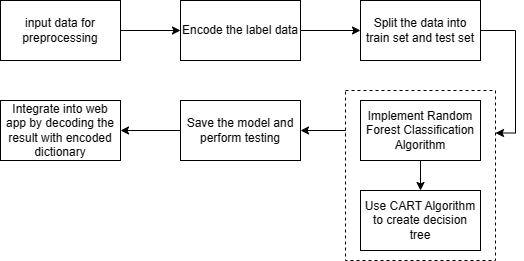 input data for
preprocessing
Encode the label data
Split the data into
train set and test set
Integrate into web
app by decoding the
result with encoded
dictionary
Save the model and
perform testing
Implement Random
Forest Classification
Algorithm
Use CART Algorithm
to create decision
tree